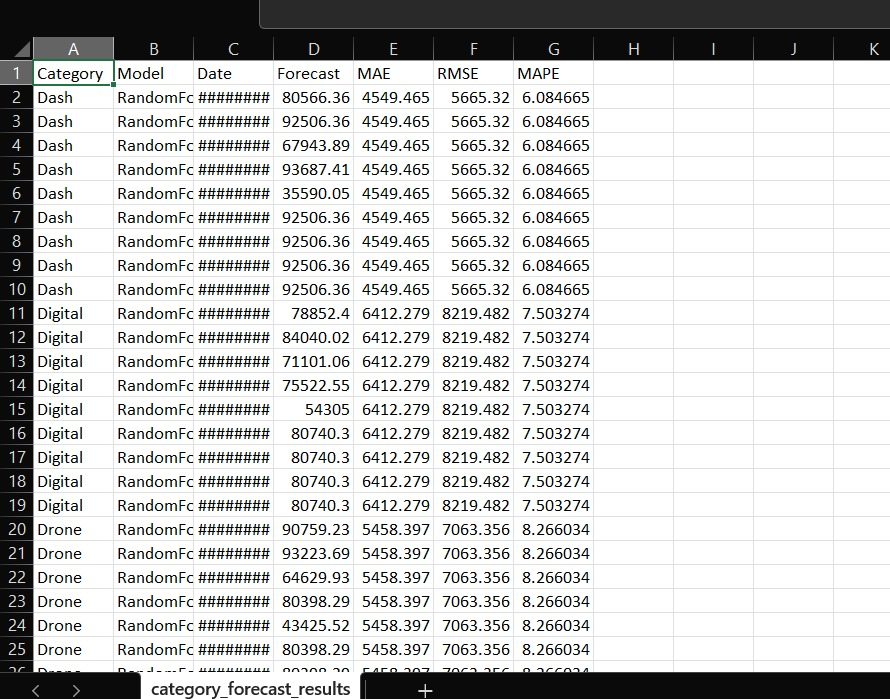 A B C D E F G H I J K
1 Category Model Date Forecast MAE RMSE MAPE
2 Dash RandomFc ######## 80566.36 4549.465 5665.32 6.084665
3 Dash RandomFc ######## 92506.36 4549.465 5665.32 6.084665
4 Dash RandomFc ######## 67943.89 4549.465 5665.32 6.084665
5 Dash RandomFc ######## 93687.41 4549.465 5665.32 6.084665
6 Dash RandomFc ######## 35590.05 4549.465 5665.32 6.084665
7 Dash RandomFc ######## 92506.36 4549.465 5665.32 6.084665
8 Dash RandomFc ######## 92506.36 4549.465 5665.32 6.084665
9 Dash RandomFc ######## 92506.36 4549.465 5665.32 6.084665
10 Dash RandomFc ######## 92506.36 4549.465 5665.32 6.084665
11 Digital RandomFc ######## 78852.4 6412.279 8219.482 7.503274
12 Digital RandomFc ######## 84040.02 6412.279 8219.482 7.503274
13 Digital RandomFc ######## 71101.06 6412.279 8219.482 7.503274
14 Digital RandomFc ######## 75522.55 6412.279 8219.482 7.503274
15 Digital RandomFc ######## 54305 6412.279 8219.482 7.503274
16 Digital RandomFc ######## 80740.3 6412.279 8219.482 7.503274
17 Digital RandomFc ######## 80740.3 6412.279 8219.482 7.503274
18 Digital RandomFc ######## 80740.3 6412.279 8219.482 7.503274
19 Digital RandomFc ######## 80740.3 6412.279 8219.482 7.503274
20 Drone RandomFc ######## 90759.23 5458.397 7063.356 8.266034
21 Drone RandomFc ######## 93223.69 5458.397 7063.356 8.266034
22 Drone RandomFc ######## 64629.93 5458.397 7063.356 8.266034
23 Drone RandomFc ######## 80398.29 5458.397 7063.356 8.266034
24 Drone RandomFc ######## 43425.52 5458.397 7063.356 8.266034
25 Drone RandomFc ######## 80398.29 5458.397 7063.356 8.266034
category_forecast_results